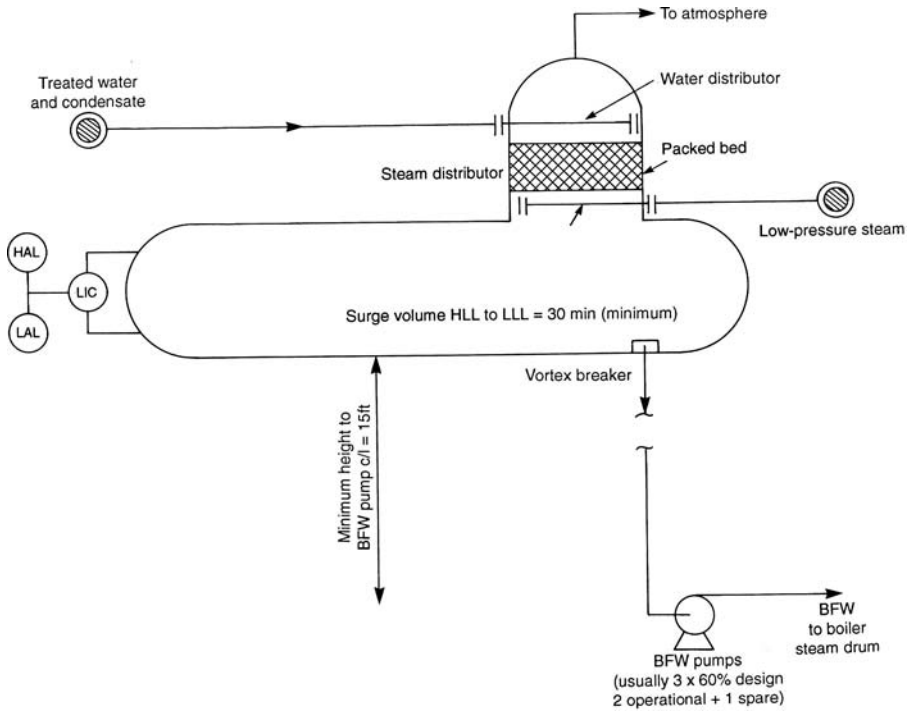 To atmosphere
Treated water
and condensate
Water distributor
Packed bed
Steam distributor
Low-pressure steam
HAL
LIC
LAL
Surge volume HLL to LLL = 30 min (minimum)
Vortex breaker
Minimum height to
BFW pump c/l = 15ft
BFW
to boiler
steam drum
BFW pumps
(usually 3 x 60% design
2 operational + 1 spare)